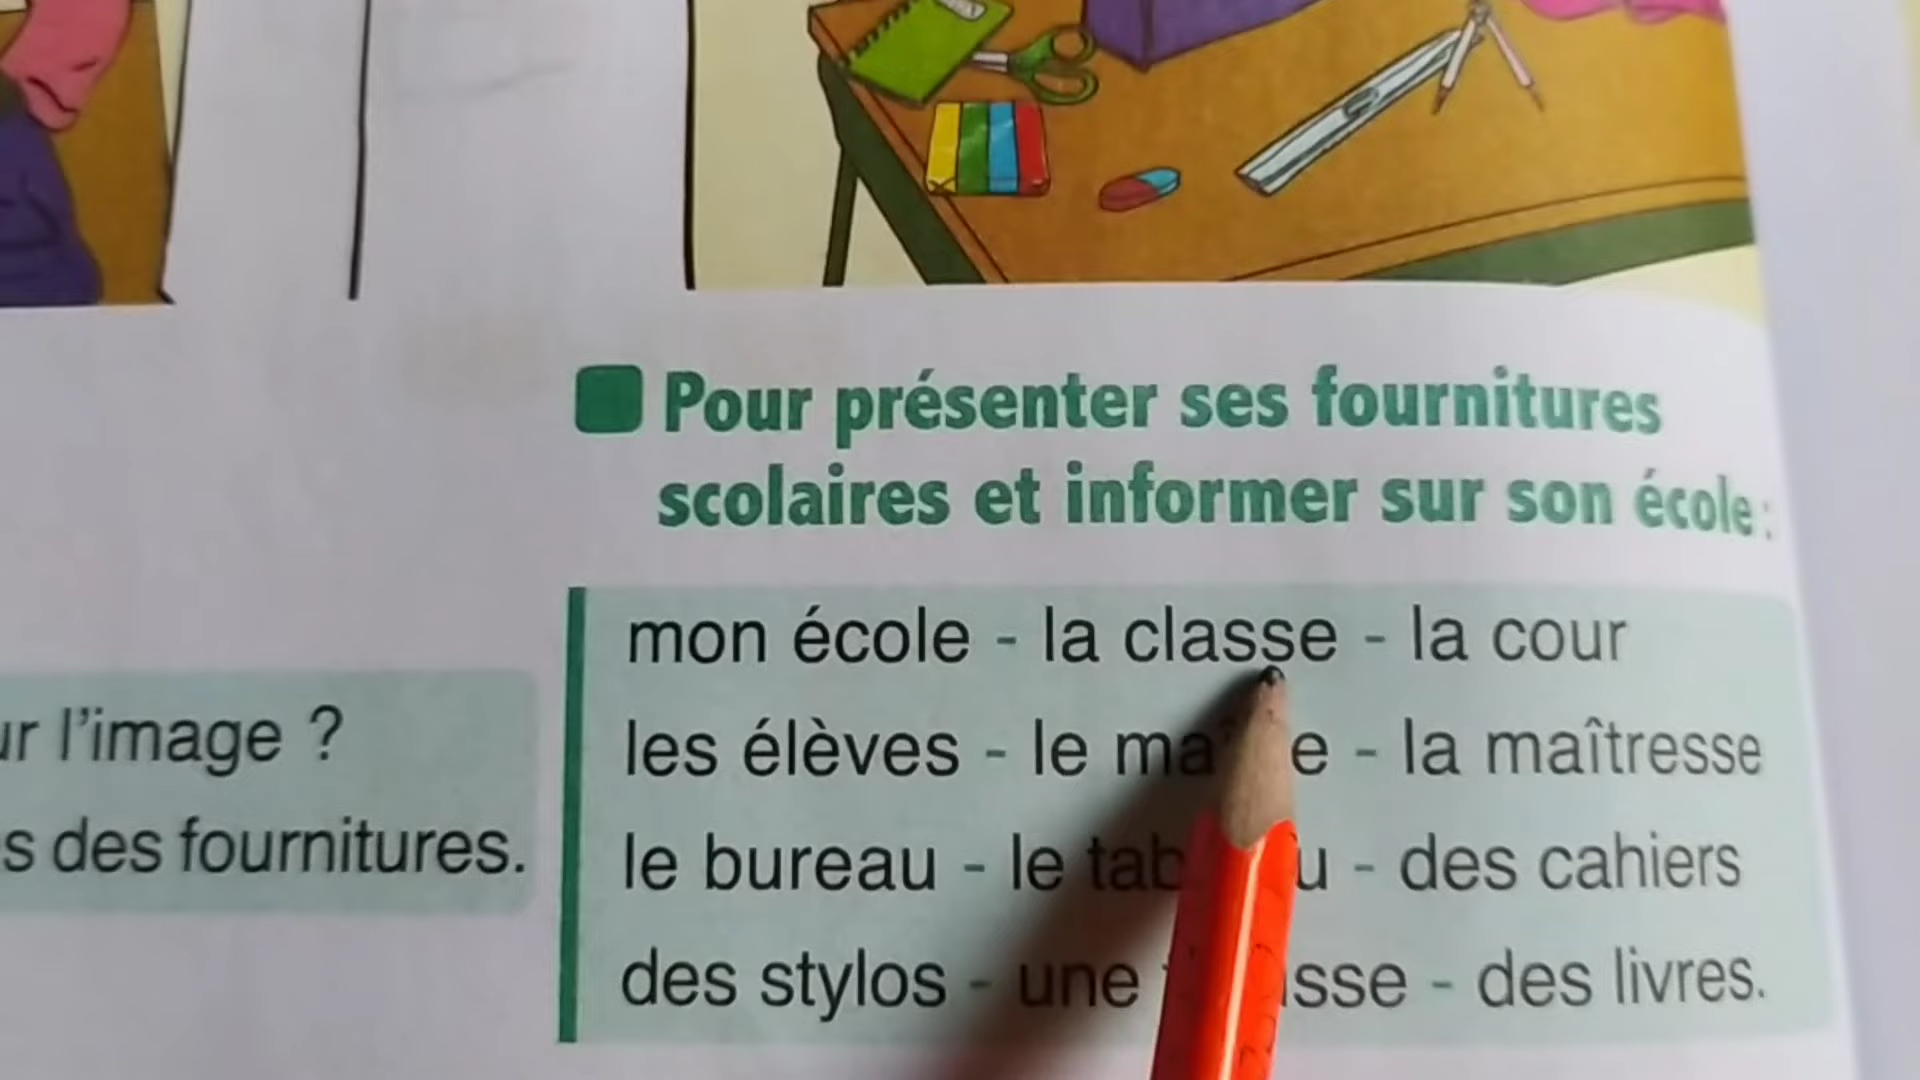 Pour présenter ses fournitures
scolaires et informer sur son école :
mon école - la classe - la cour
les élèves - le - la maîtresse
le bureau - le - des cahiers
des stylos - une - des livres.
l'image ?
des fournitures.